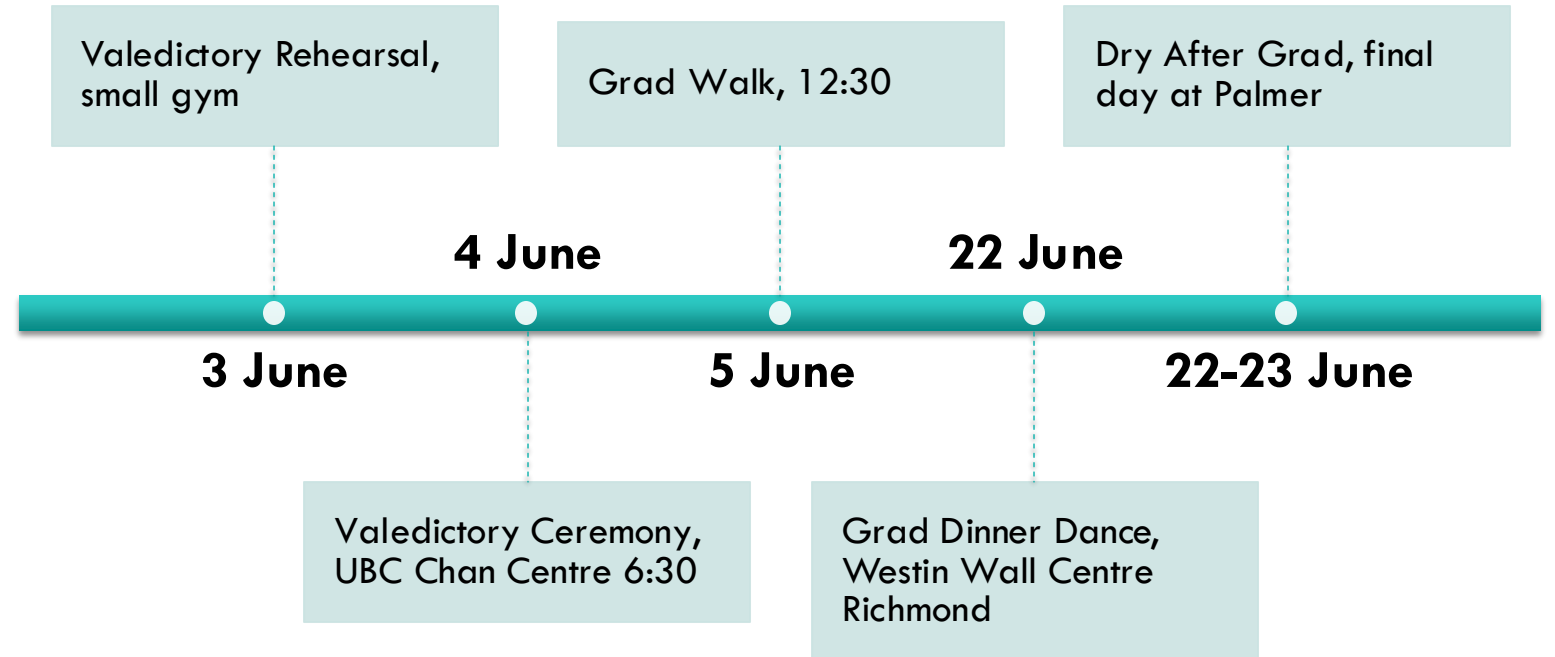 Valedictory Rehearsal,
small gym
Grad Walk, 12:30
Dry After Grad, final
day at Palmer
4 June
22 June
3 June
5 June
22-23 June
Valedictory Ceremony,
UBC Chan Centre 6:30
Grad Dinner Dance,
Westin Wall Centre
Richmond